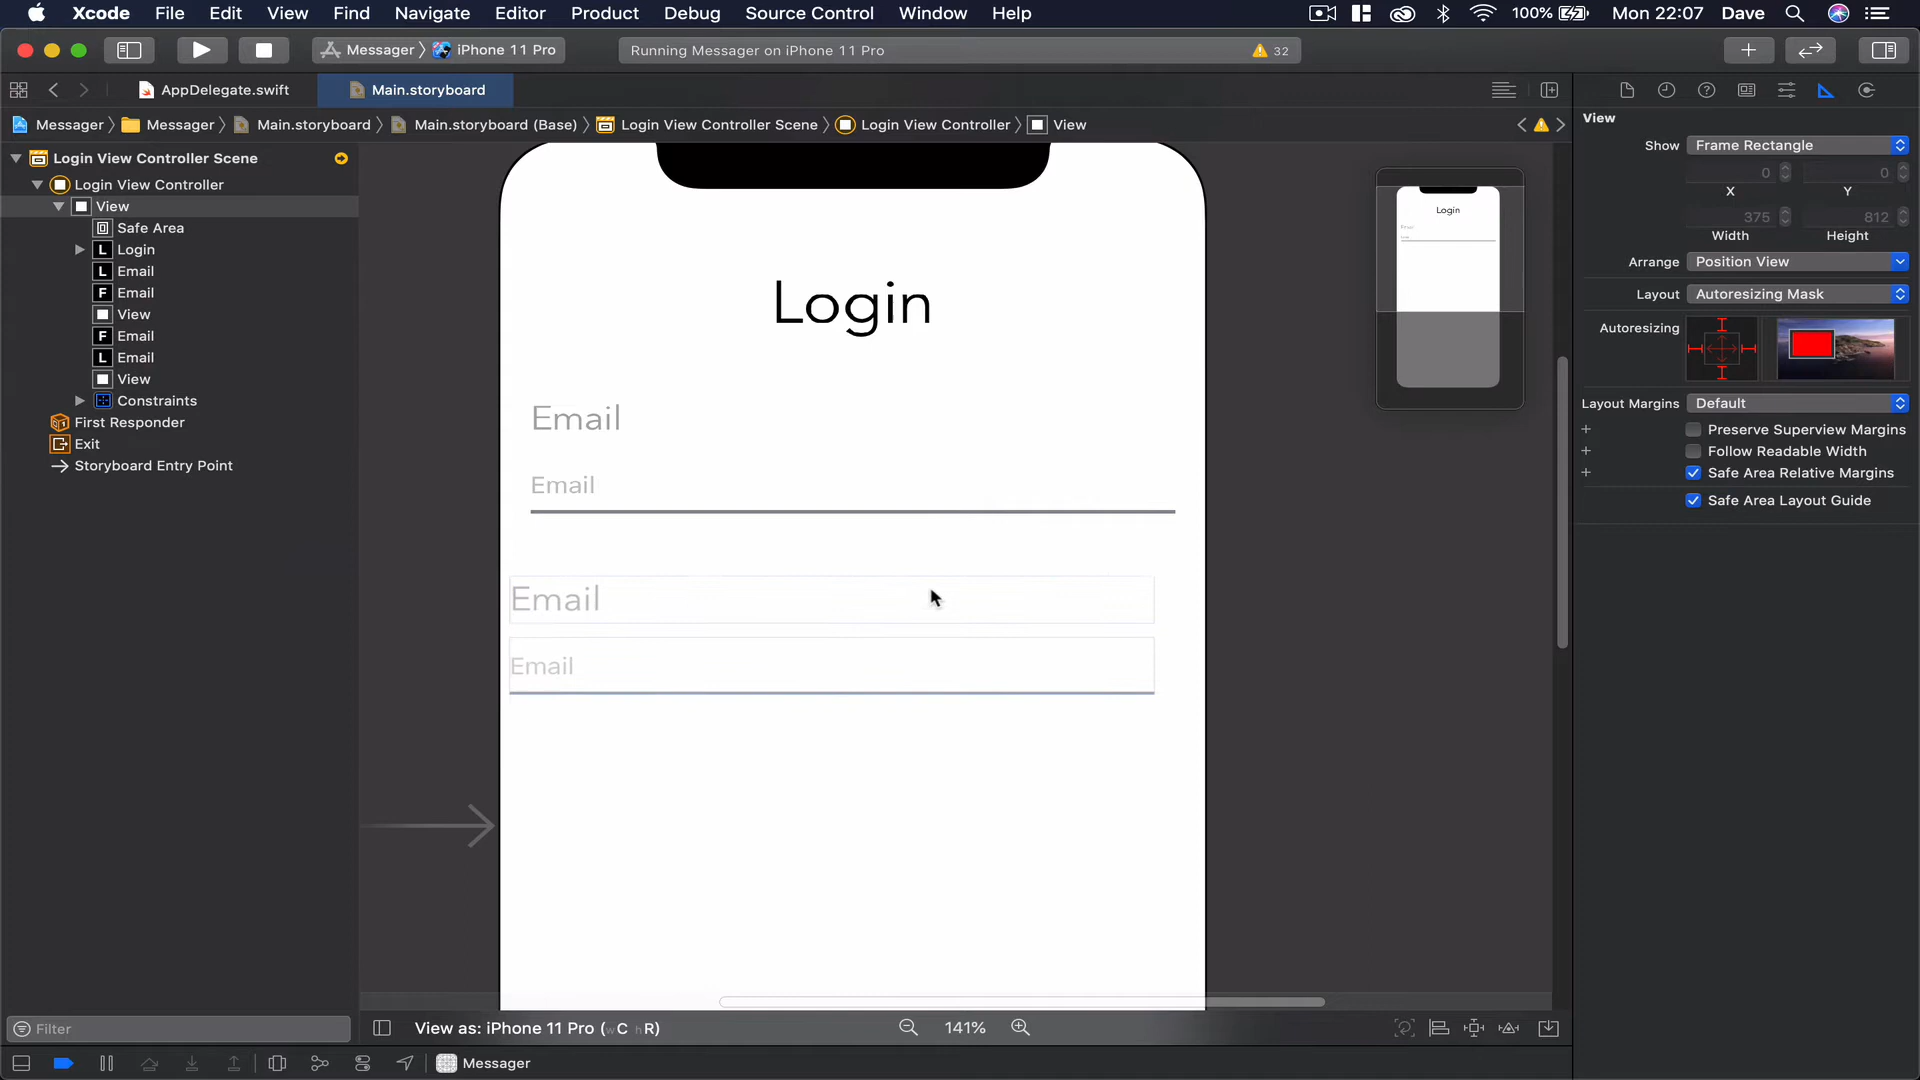 Xcode File Edit View Find Navigate Editor Product Debug Source Control Window Help 100% Mon 22:07 Dave
Messager iPhone 11 Pro Running Messager on iPhone 11 Pro 32
AppDelegate.swift Main.storyboard
Messager Messager Main.storyboard Main.storyboard (Base) Login View Controller Scene Login View Controller View
Login View Controller Scene
Login View Controller
View
Safe Area
L Login
L Email
F Email
View
F Email
L Email
View
Constraints
First Responder
Exit
Storyboard Entry Point
Filter
Login
Email
Email
Email
Email
Login
View as: iPhone 11 Pro (wC hR) 141%
Messager
View
Show Frame Rectangle
0 0
X Y
375 812
Width Height
Arrange Position View
Layout Autoresizing Mask
Autoresizing
Layout Margins Default
Preserve Superview Margins
Follow Readable Width
Safe Area Relative Margins
Safe Area Layout Guide